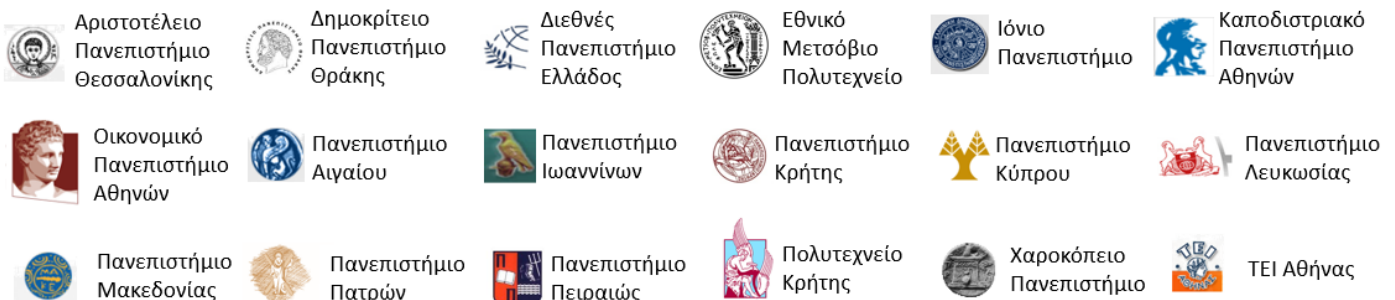 Αριστοτέλειο
Πανεπιστήμιο
Θεσσαλονίκης
Δημοκρίτειο
Πανεπιστήμιο
Θράκης
Διεθνές
Πανεπιστήμιο
Ελλάδος
Εθνικό
Μετσόβιο
Πολυτεχνείο
Ιόνιο
Πανεπιστήμιο
Καποδιστριακό
Πανεπιστήμιο
Αθηνών
Οικονομικό
Πανεπιστήμιο
Αθηνών
Πανεπιστήμιο
Αιγαίου
Πανεπιστήμιο
Ιωαννίνων
Πανεπιστήμιο
Κρήτης
Πανεπιστήμιο
Κύπρου
Πανεπιστήμιο
Λευκωσίας
Πανεπιστήμιο
Μακεδονίας
Πανεπιστήμιο
Πατρών
Π
Π
Πανεπιστήμιο
Πειραιώς
Πολυτεχνείο
Κρήτης
Χαροκόπειο
Πανεπιστήμιο
ΤΕΙ
ΑΘΗΝΑΣ
ΤΕΙ Αθήνας